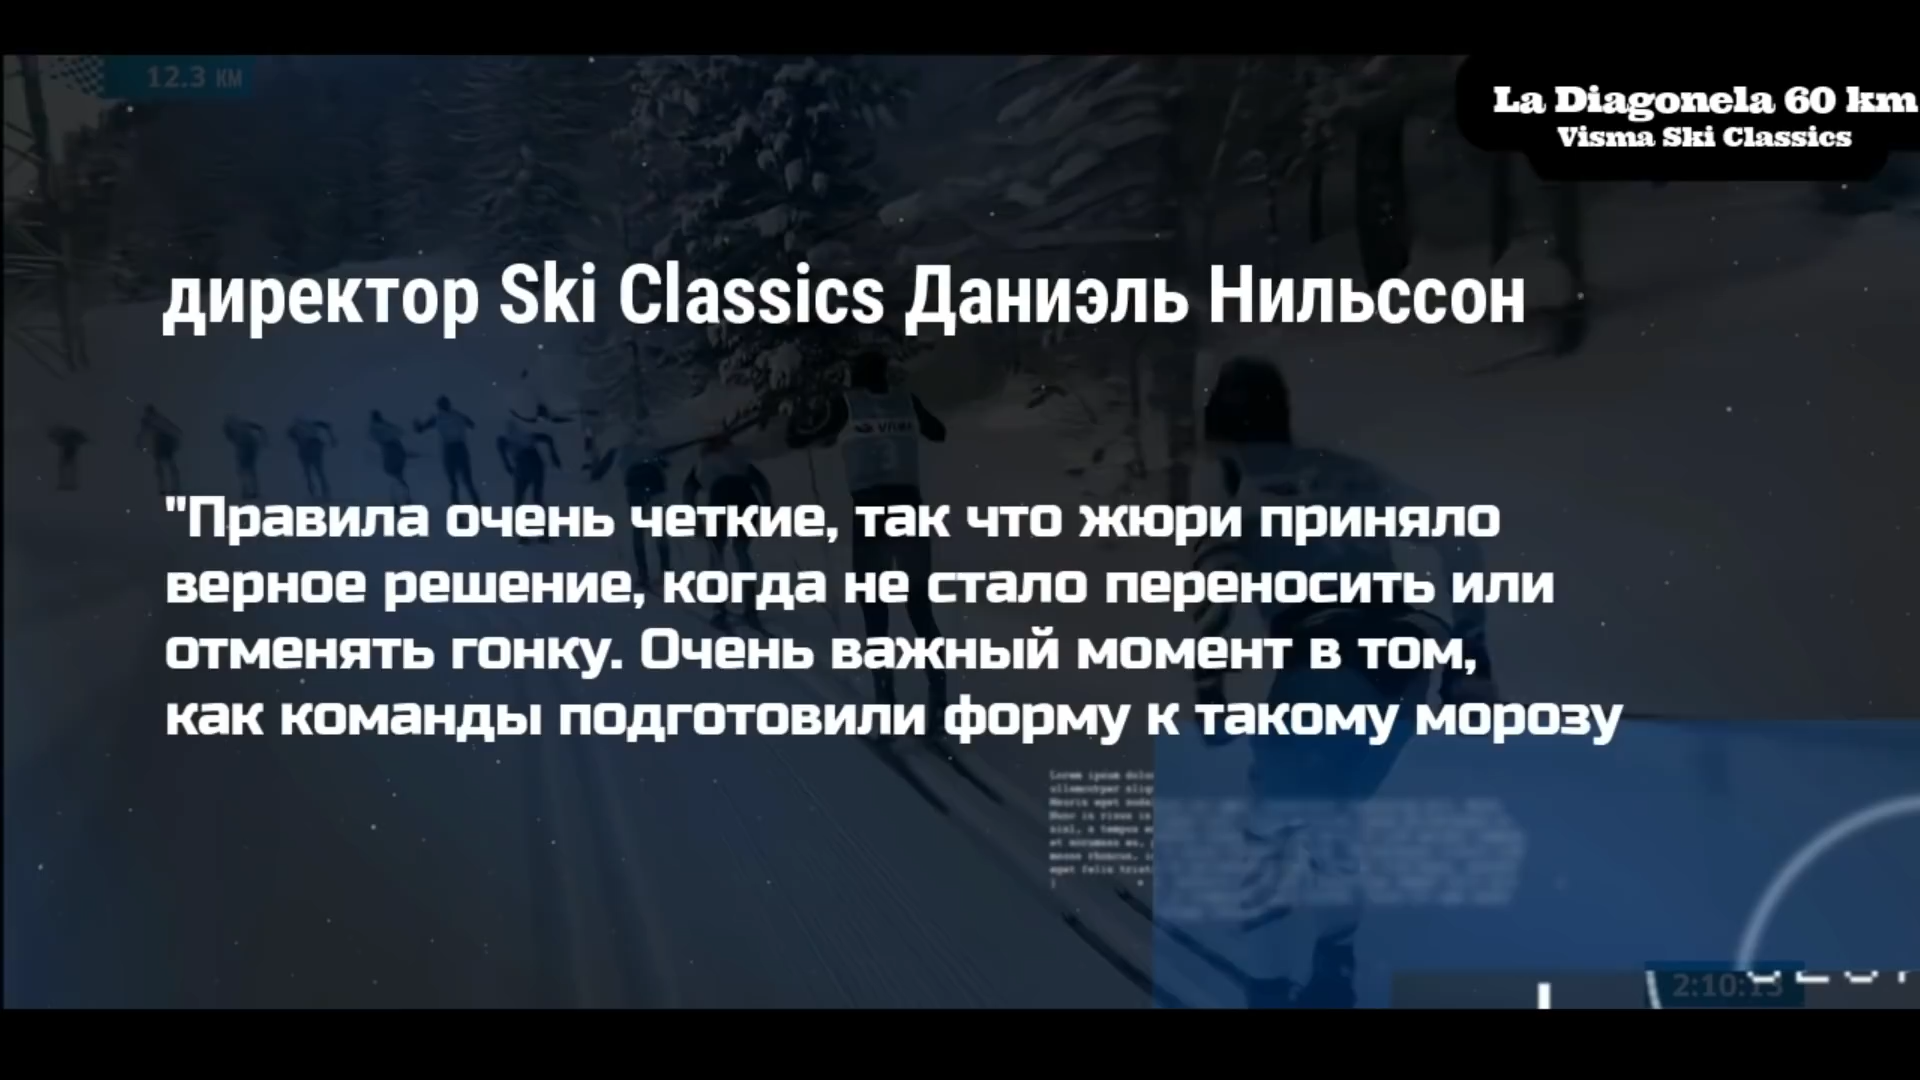 12.3 КМ
La Diagonela 60 km
Visma Ski Classics
директор Ski Classics Даниэль Нильссон
"Правила очень четкие, так что жюри приняло
верное решение, когда не стало переносить или
отменять гонку. Очень важный момент в том,
как команды подготовили форму к такому морозу
Lorem ipsum
2:10:13